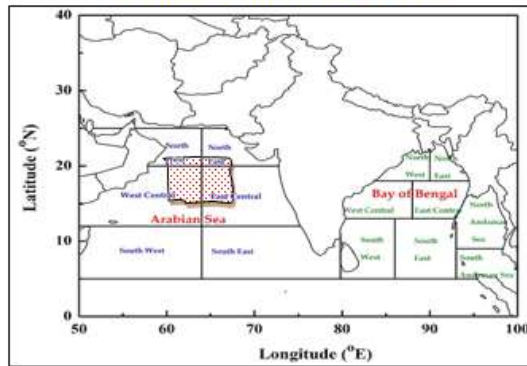 40
30
20
10
0
Latitude (°N)
North North
West East
West Central East Central
Arabian Sea
South West South East
North North
West East
Bay of Bengal
West Central East Central
South South
West East
North
Andaman
Sea
South
Andaman Sea
50 60 70 80 90 100
Longitude (°E)